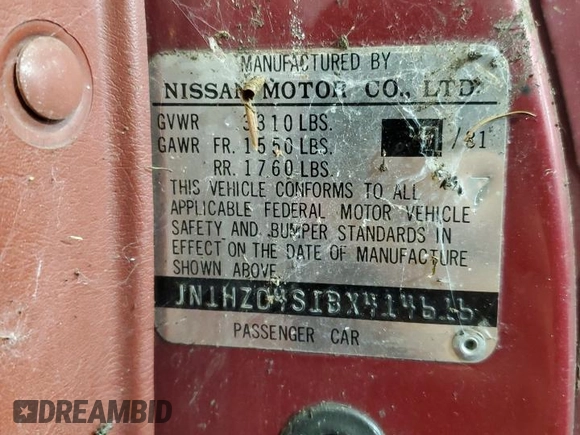 MANUFACTURED BY
NISSAN MOTOR CO., LTD.
GVWR 3310 LBS.
GAWR FR. 1550 LBS. /81
RR. 1760 LBS.
THIS VEHICLE CONFORMS TO ALL
APPLICABLE FEDERAL MOTOR VEHICLE
SAFETY AND BUMPER STANDARDS IN
EFFECT ON THE DATE OF MANUFACTURE
SHOWN ABOVE.
JN1HZ04S1BX414616
PASSENGER CAR
DREAMBID